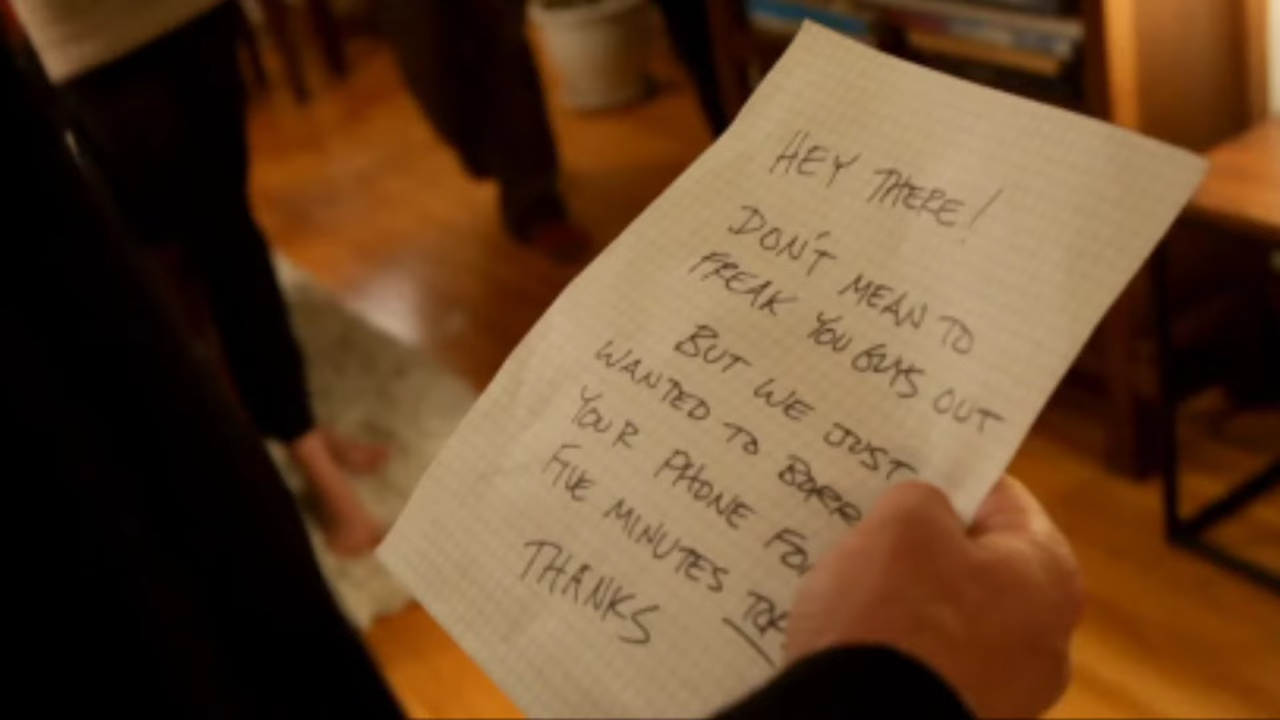 HEY THERE!
DON'T MEAN TO
FREAK YOU GUYS OUT
BUT WE JUST
WANTED TO
YOUR PHONE
FIVE MINUTES
THANKS